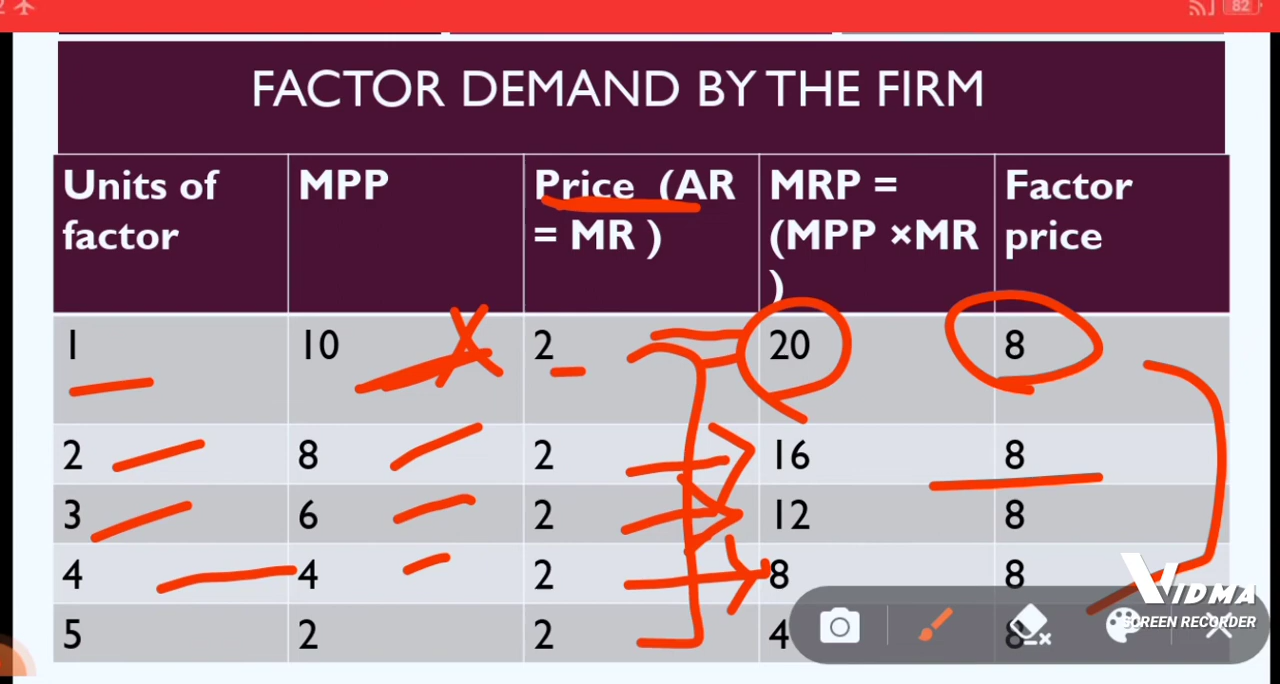 82
FACTOR DEMAND BY THE FIRM
Units of factor MPP Price (AR = MR ) MRP = (MPP ×MR ) Factor price
1 10 2 20 8
2 8 2 16 8
3 6 2 12 8
4 4 2 8 8
5 2 2 4 8
VIDMA
SCREEN RECORDER